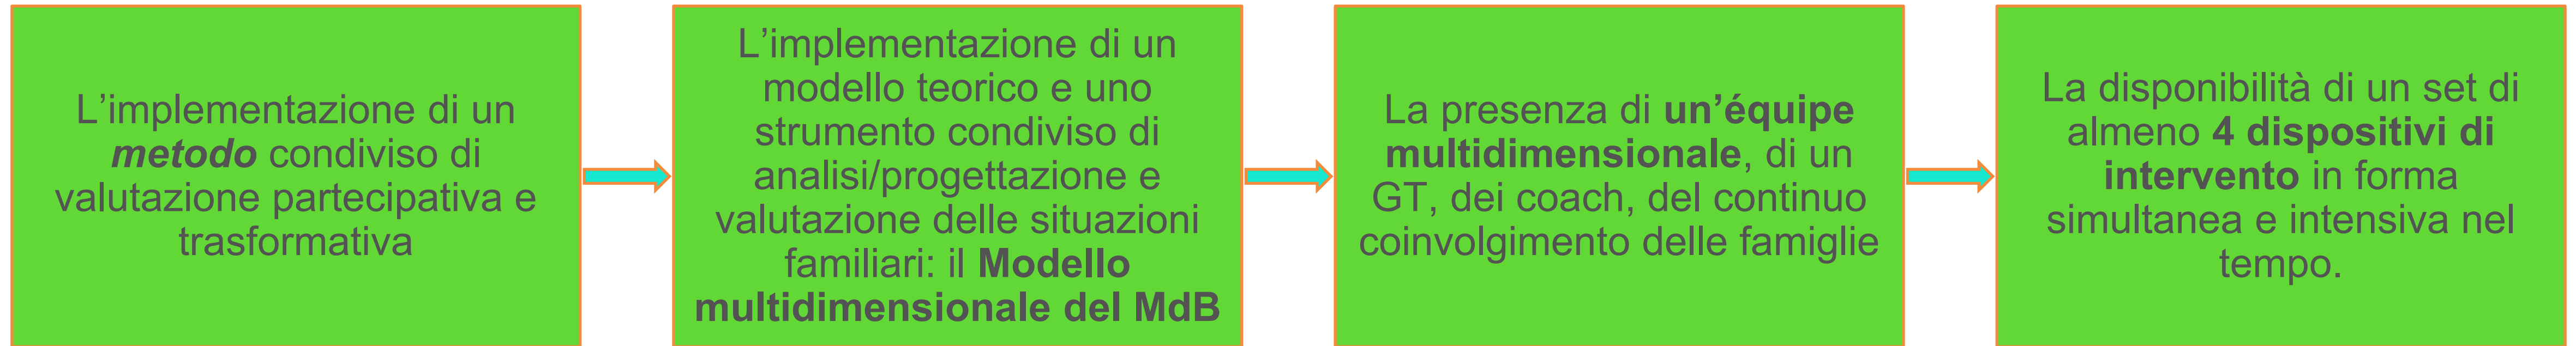 L’implementazione di un
metodo condiviso di
valutazione partecipativa e
trasformativa
L’implementazione di un
modello teorico e uno
strumento condiviso di
analisi/progettazione e
valutazione delle situazioni
familiari: il Modello
multidimensionale del MdB
La presenza di un’équipe
multidimensionale, di un
GT, dei coach, del continuo
coinvolgimento delle famiglie
La disponibilità di un set di
almeno 4 dispositivi di
intervento in forma
simultanea e intensiva nel
tempo.